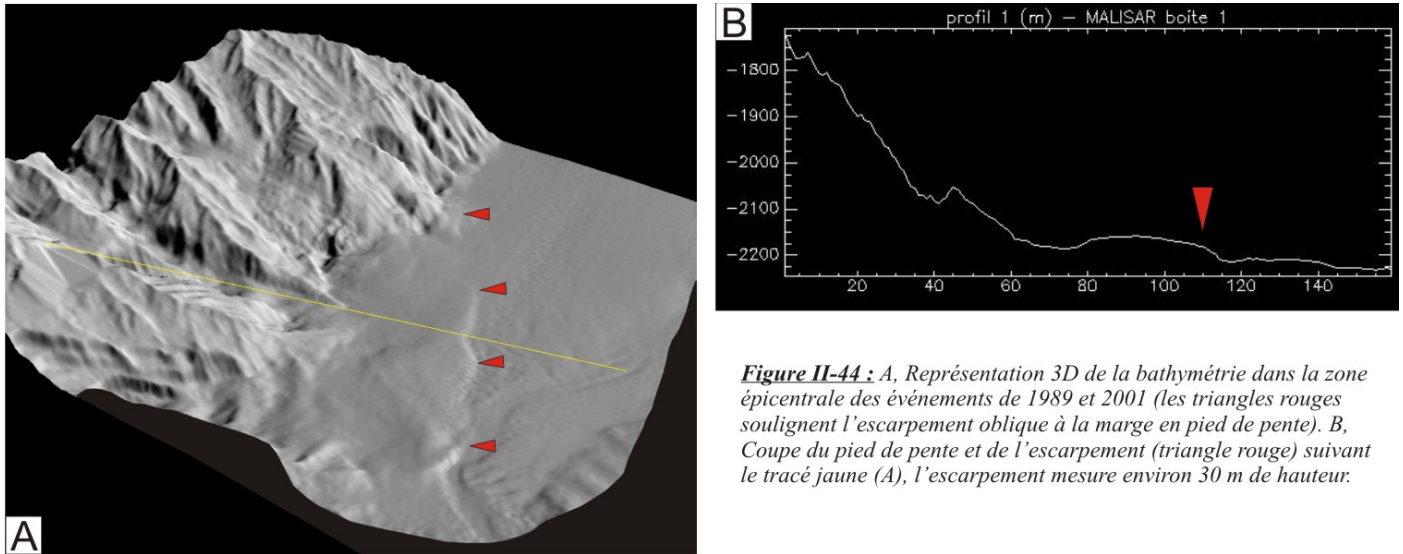 A
B
profil 1 (m) – MALISAR boite 1
-1800
-1900
-2000
-2100
-2200
20 40 60 80 100 120 140
Figure II-44 : A, Représentation 3D de la bathymétrie dans la zone
épicentrale des événements de 1989 et 2001 (les triangles rouges
soulignent l'escarpement oblique à la marge en pied de pente). B,
Coupe du pied de pente et de l'escarpement (triangle rouge) suivant
le tracé jaune (A), l'escarpement mesure environ 30 m de hauteur.